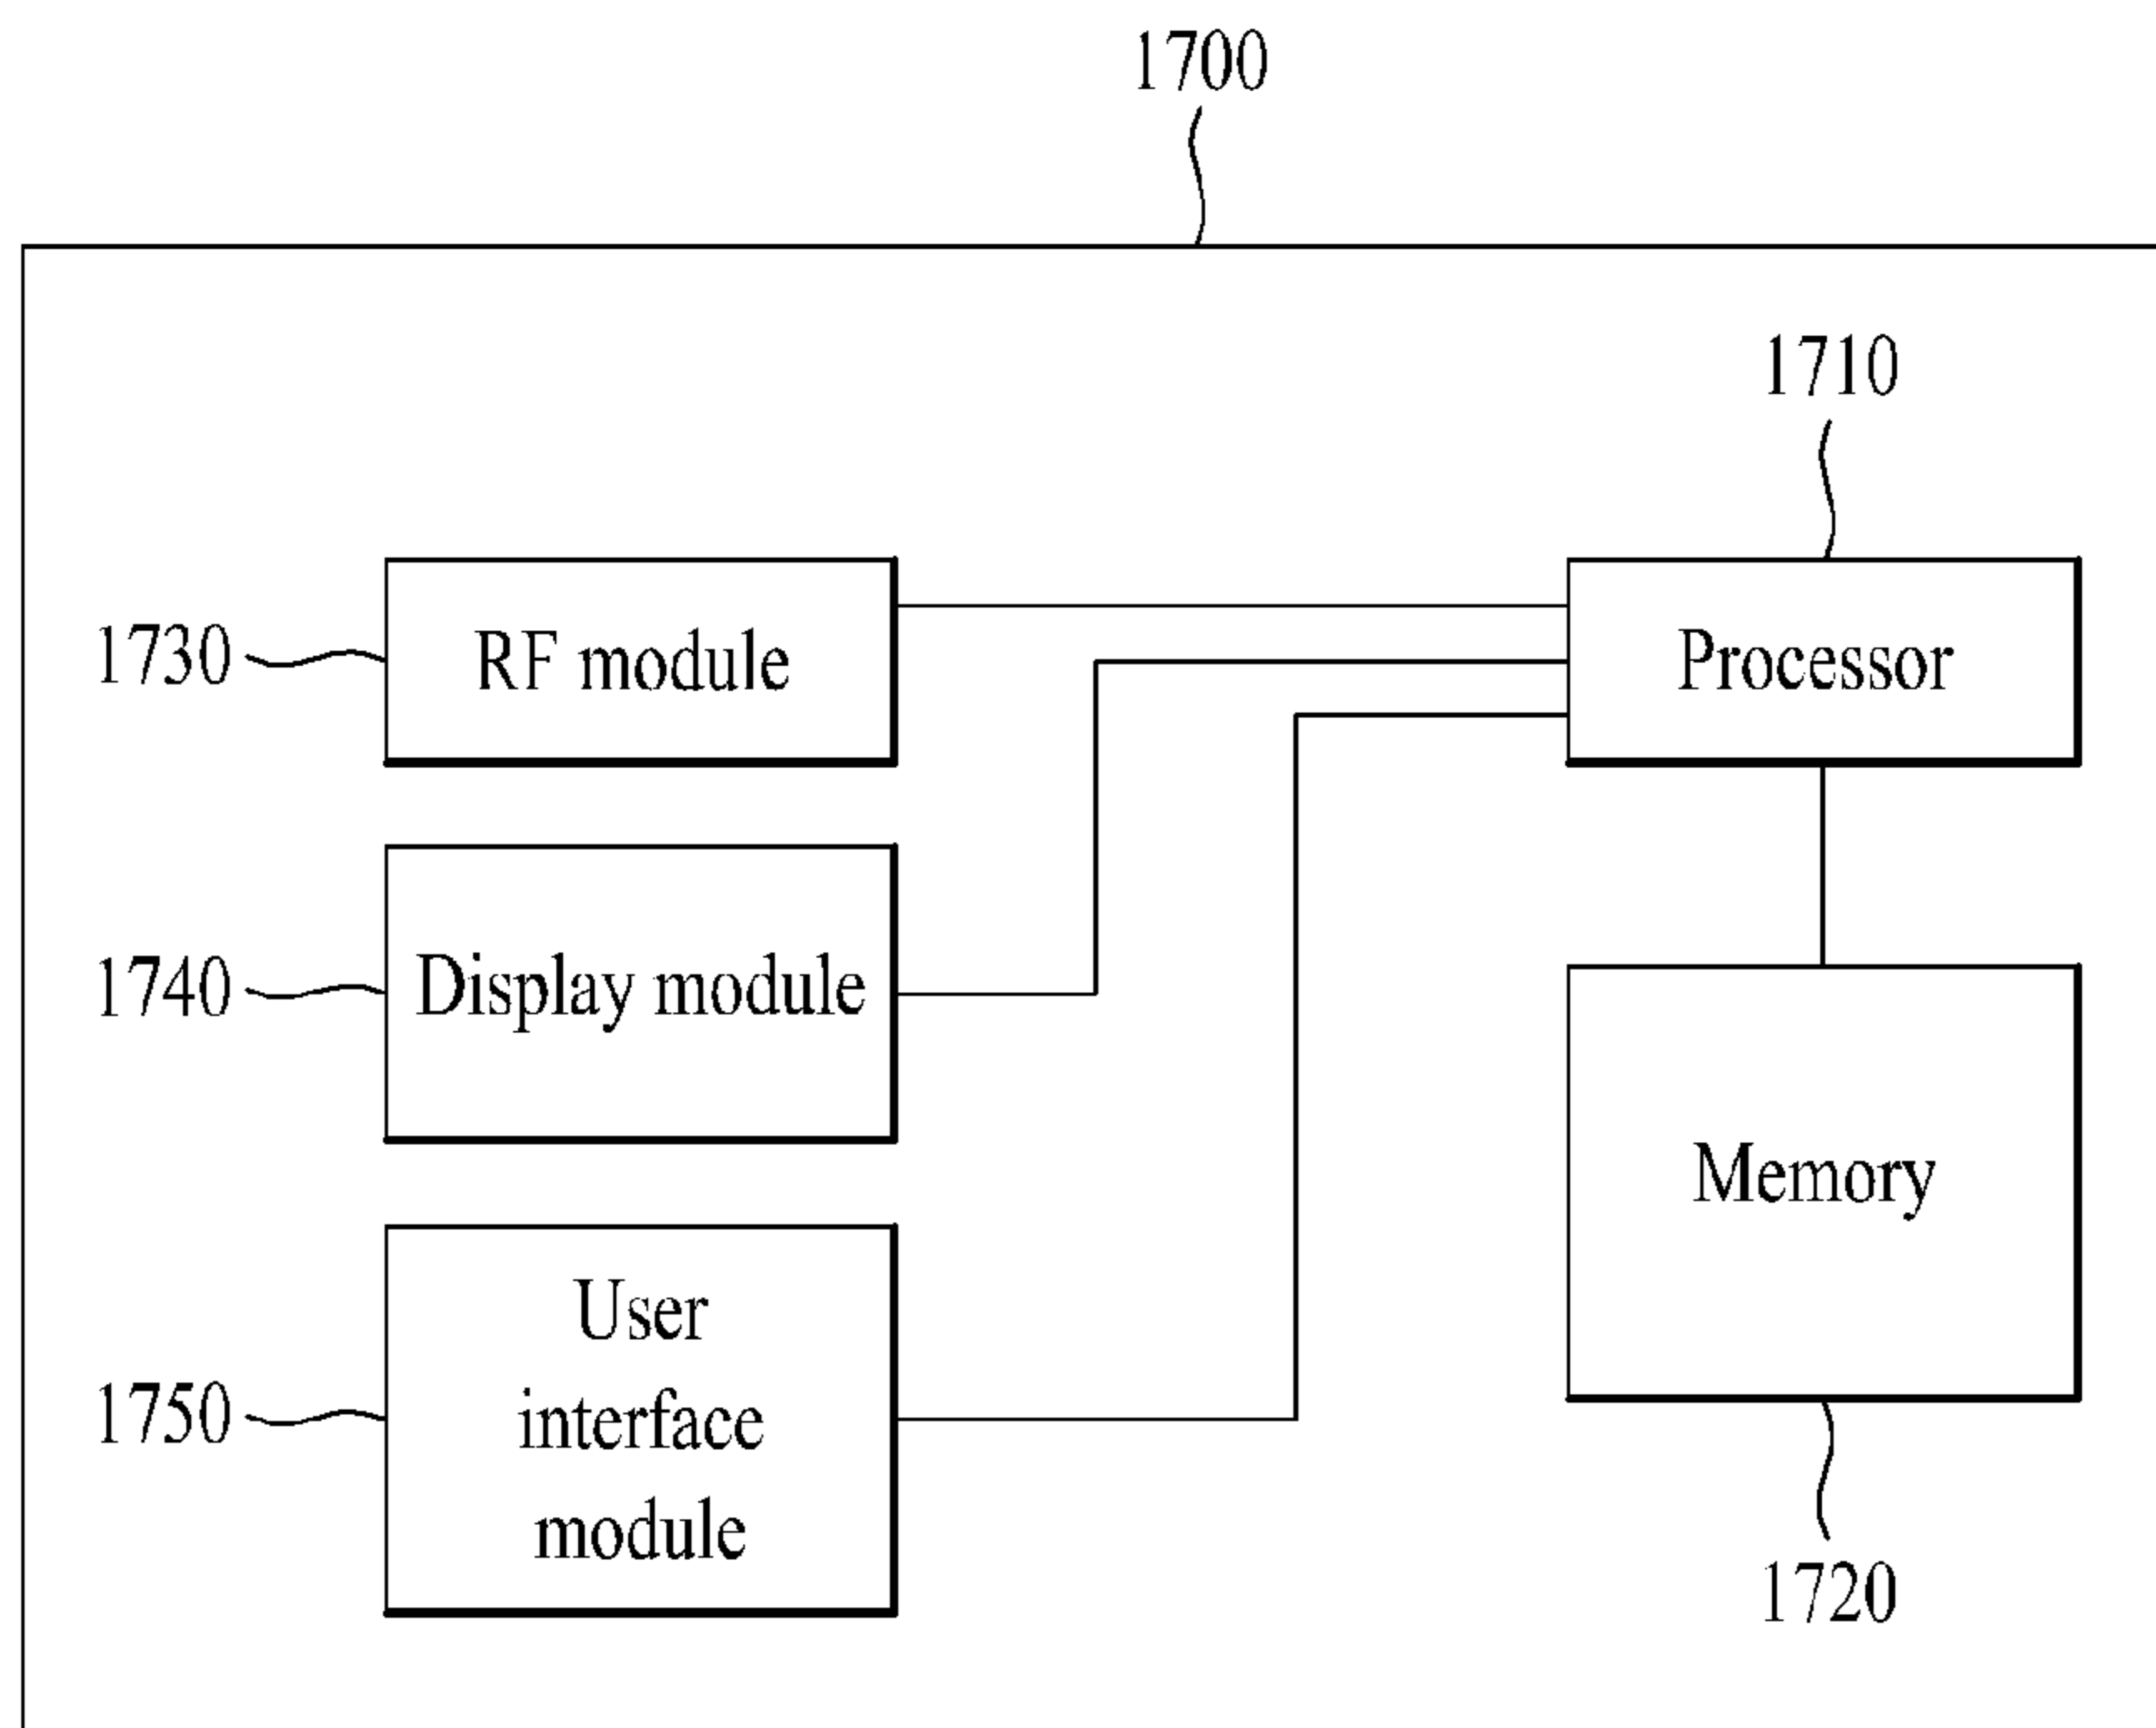 1700
1710
1730
RF module
Processor
1740
Display module
Memory
User
interface
module
1750
1720